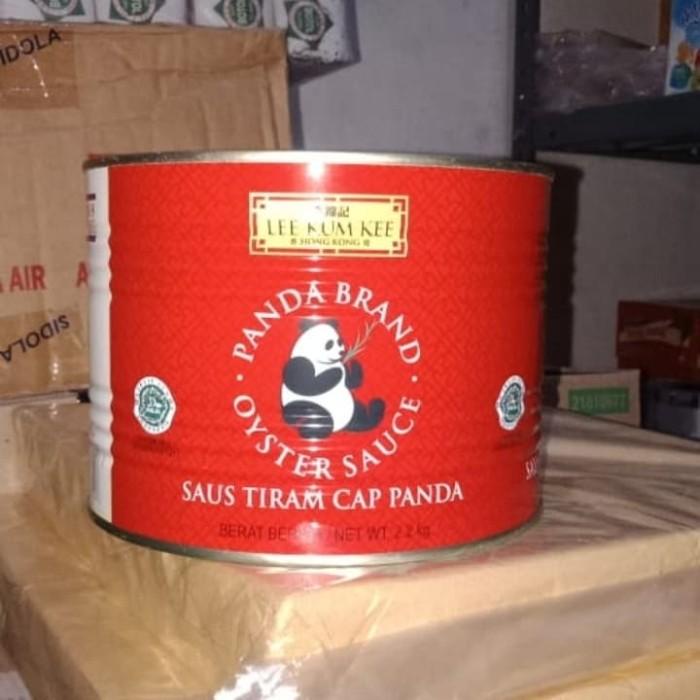 SIDOLA
AIR
A
SIDOLA
LEE KUM KEE
HONG KONG
PANDA BRAND
OYSTER SAUCE
SAUS TIRAM CAP PANDA
NET WT. 2.2 kg
21810677